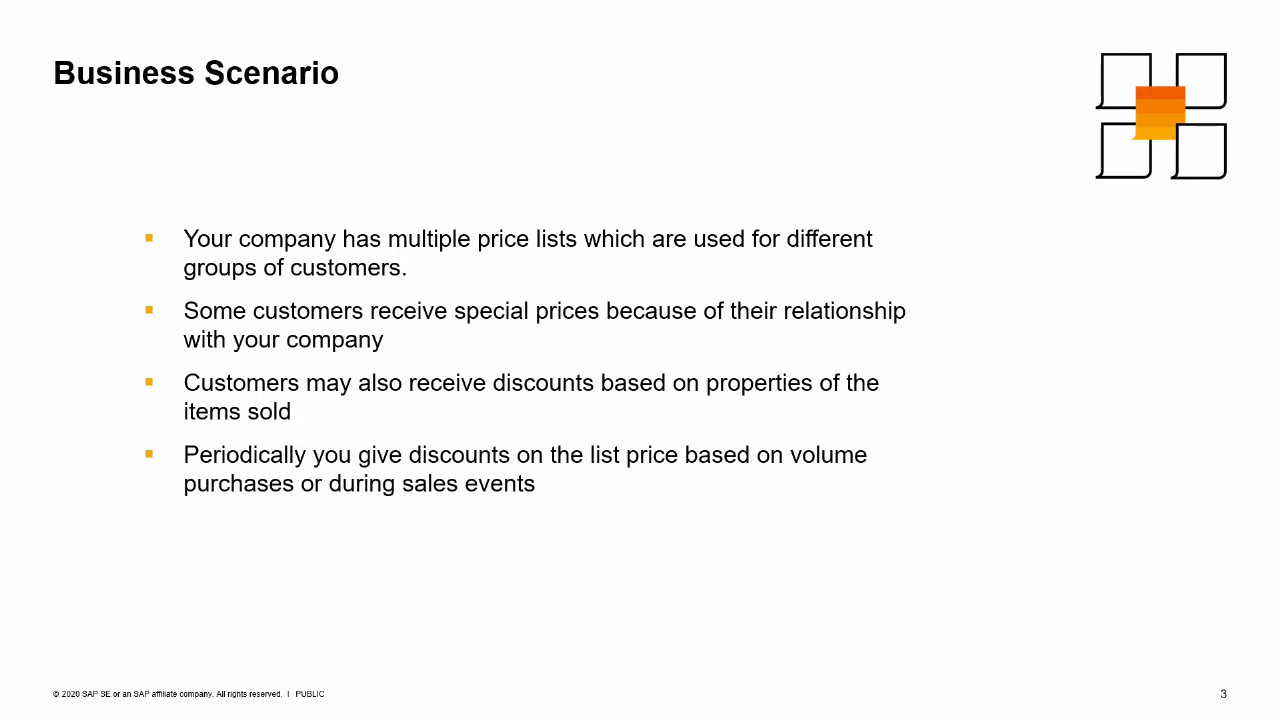 Business Scenario
▪ Your company has multiple price lists which are used for different
groups of customers.
▪ Some customers receive special prices because of their relationship
with your company
▪ Customers may also receive discounts based on properties of the
items sold
▪ Periodically you give discounts on the list price based on volume
purchases or during sales events
© 2020 SAP SE or an SAP affiliate company. All rights reserved. I PUBLIC
3